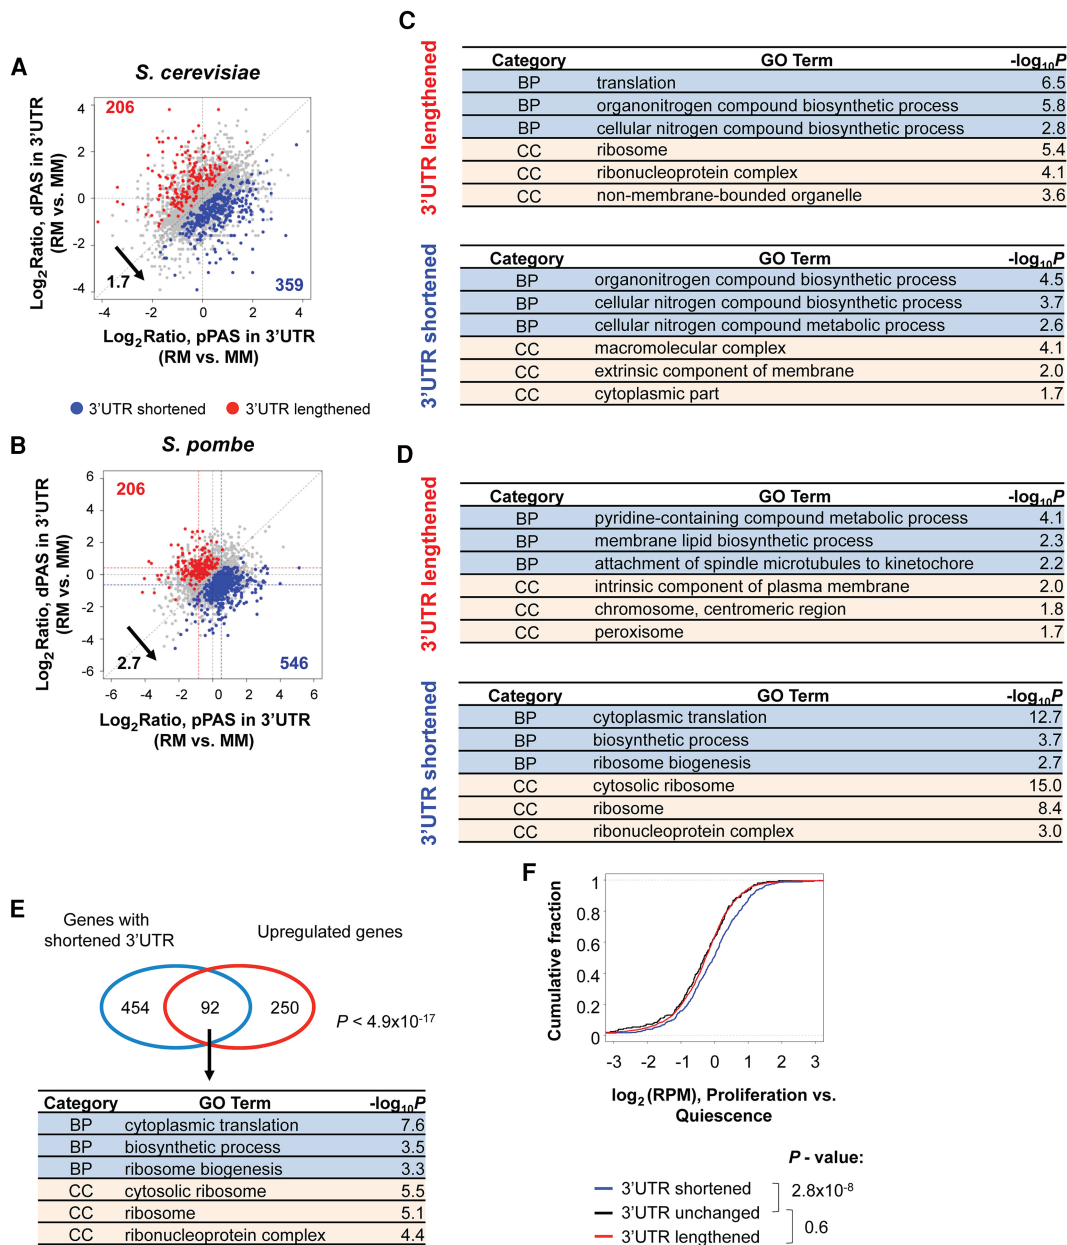 A
S. cerevisiae
206
359
1.7
4
2
0
-2
-4
-4 -2 0 2 4
Log2Ratio, dPAS in 3'UTR
(RM vs. MM)
Log2Ratio, pPAS in 3'UTR
(RM vs. MM)
3'UTR shortened 3'UTR lengthened
B
S. pombe
206
546
2.7
6
4
2
0
-2
-4
-6
-6 -4 -2 0 2 4 6
Log2Ratio, dPAS in 3'UTR
(RM vs. MM)
Log2Ratio, pPAS in 3'UTR
(RM vs. MM)
C
3'UTR lengthened
Category GO Term -log10P
BP translation 6.5
BP organonitrogen compound biosynthetic process 5.8
BP cellular nitrogen compound biosynthetic process 2.8
CC ribosome 5.4
CC ribonucleoprotein complex 4.1
CC non-membrane-bounded organelle 3.6
3'UTR shortened
Category GO Term -log10P
BP organonitrogen compound biosynthetic process 4.5
BP cellular nitrogen compound biosynthetic process 3.7
BP cellular nitrogen compound metabolic process 2.6
CC macromolecular complex 4.1
CC extrinsic component of membrane 2.0
CC cytoplasmic part 1.7
D
3'UTR lengthened
Category GO Term -log10P
BP pyridine-containing compound metabolic process 4.1
BP membrane lipid biosynthetic process 2.3
BP attachment of spindle microtubules to kinetochore 2.2
CC intrinsic component of plasma membrane 2.0
CC chromosome, centromeric region 1.8
CC peroxisome 1.7
3'UTR shortened
Category GO Term -log10P
BP cytoplasmic translation 12.7
BP biosynthetic process 3.7
BP ribosome biogenesis 2.7
CC cytosolic ribosome 15.0
CC ribosome 8.4
CC ribonucleoprotein complex 3.0
E
Genes with
shortened 3'UTR
Upregulated genes
454 92 250
P < 4.9x10-17
Category GO Term -log10P
BP cytoplasmic translation 7.6
BP biosynthetic process 3.5
BP ribosome biogenesis 3.3
CC cytosolic ribosome 5.5
CC ribosome 5.1
CC ribonucleoprotein complex 4.4
F
Cumulative fraction
1
0.8
0.6
0.4
0.2
0
-3 -2 -1 0 1 2 3
log2 (RPM), Proliferation vs.
Quiescence
P - value:
3'UTR shortened
3'UTR unchanged
3'UTR lengthened
2.8x10-8
0.6